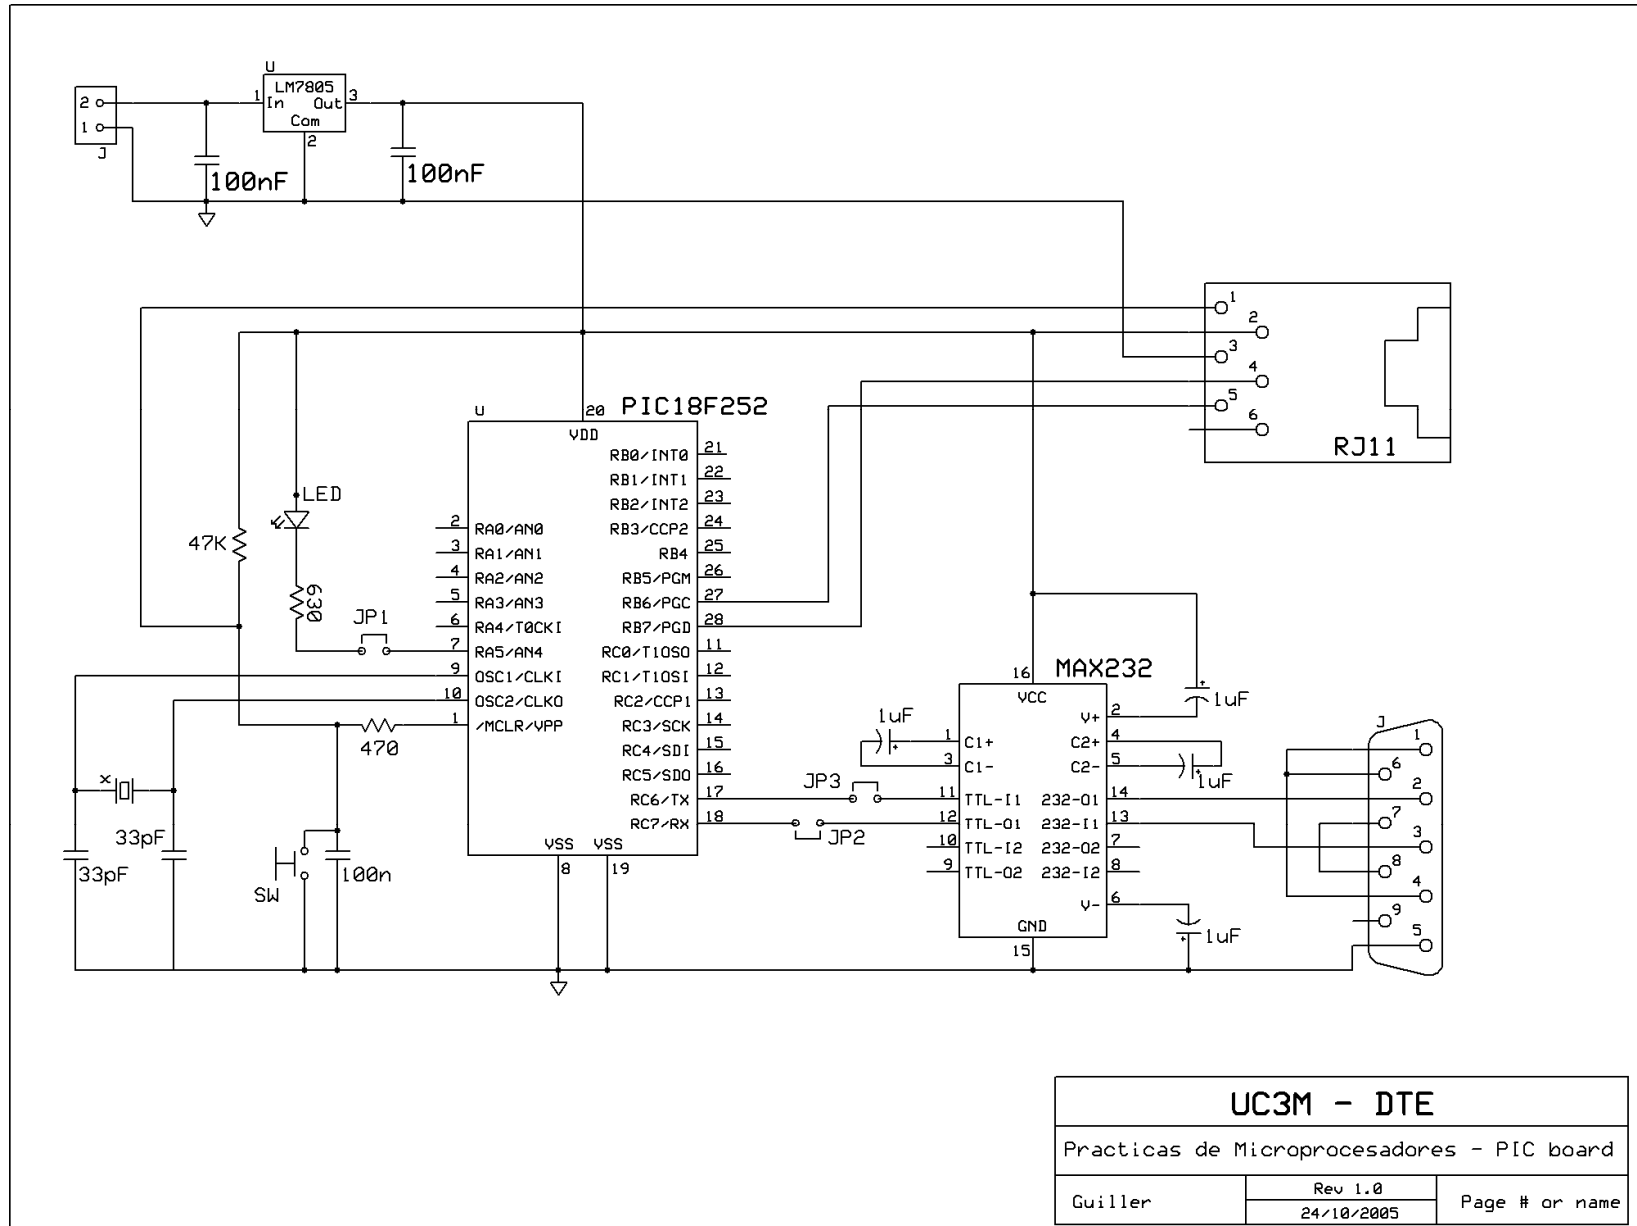 U
LM7805
1 In Out 3
Com
2
2
1
J
100nF
100nF
RJ11
1
2
3
4
5
6
U
20
PIC18F252
VDD
RB0/INT0 21
RB1/INT1 22
RB2/INT2 23
RB3/CCP2 24
RB4 25
RB5/PGM 26
RB6/PGC 27
RB7/PGD 28
RC0/T1OSO 11
RC1/T1OSI 12
RC2/CCP1 13
RC3/SCK 14
RC4/SDI 15
RC5/SDO 16
RC6/TX 17
RC7/RX 18
2 RA0/AN0
3 RA1/AN1
4 RA2/AN2
5 RA3/AN3
6 RA4/T0CKI
7 RA5/AN4
9 OSC1/CLKI
10 OSC2/CLKO
1 /MCLR/VPP
VSS VSS
8 19
LED
47K
630
JP1
470
x
33pF
33pF
SW
100n
JP3
JP2
MAX232
16
VCC
1uF
V+ 2
1 C1+
3 C1-
C2+ 4
C2- 5
1uF
1uF
11 TTL-I1 232-O1 14
12 TTL-O1 232-I1 13
10 TTL-I2 232-O2 7
9 TTL-O2 232-I2 8
V- 6
GND
15
1uF
J
1
6
2
7
3
8
4
9
5
UC3M - DTE
Practicas de Microprocesadores - PIC board
Guiller
Rev 1.0
24/10/2005
Page # or name